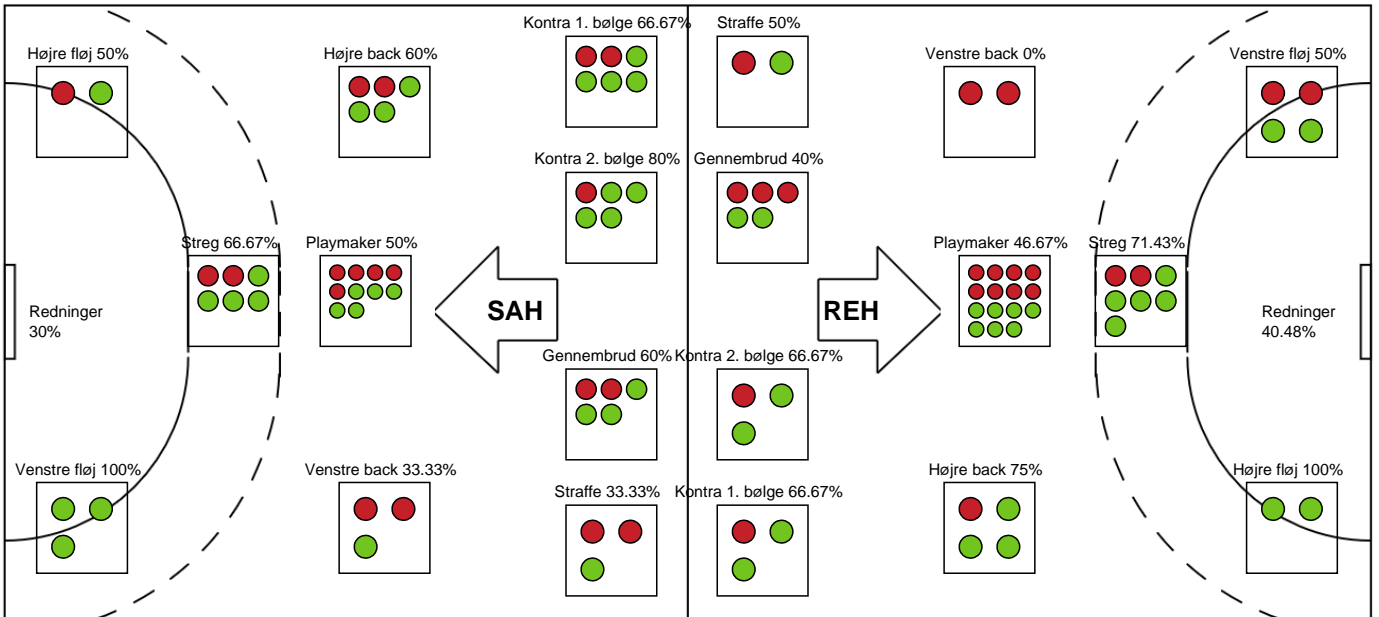 Kontra 1. bølge 66.67%
Straffe 50%
Højre fløj 50%
Højre back 60%
Venstre back 0%
Venstre fløj 50%
Kontra 2. bølge 80%
Gennembrud 40%
Streg 66.67%
Playmaker 50%
Playmaker 46.67%
Streg 71.43%
Redninger
30%
SAH
REH
Redninger
40.48%
Gennembrud 60%
Kontra 2. bølge 66.67%
Venstre fløj 100%
Venstre back 33.33%
Højre back 75%
Højre fløj 100%
Straffe 33.33%
Kontra 1. bølge 66.67%